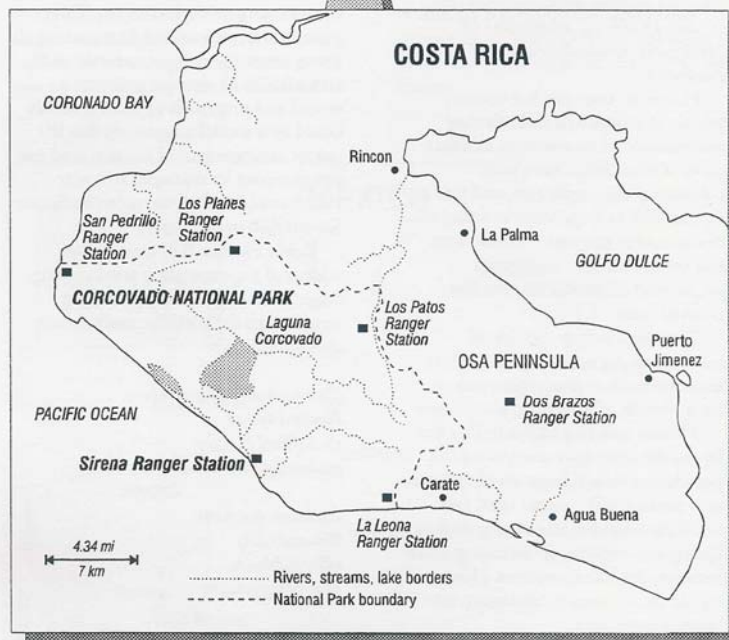 COSTA RICA
CORONADO BAY
Rincon
San Pedrillo
Ranger
Station
Los Planes
Ranger
Station
La Palma
GOLFO DULCE
CORCOVADO NATIONAL PARK
Laguna
Corcovado
Los Patos
Ranger
Station
Puerto
Jimenez
OSA PENINSULA
PACIFIC OCEAN
Dos Brazos
Ranger Station
Sirena Ranger Station
Carate
La Leona
Ranger Station
Agua Buena
4.34 mi
7 km
Rivers, streams, lake borders
National Park boundary